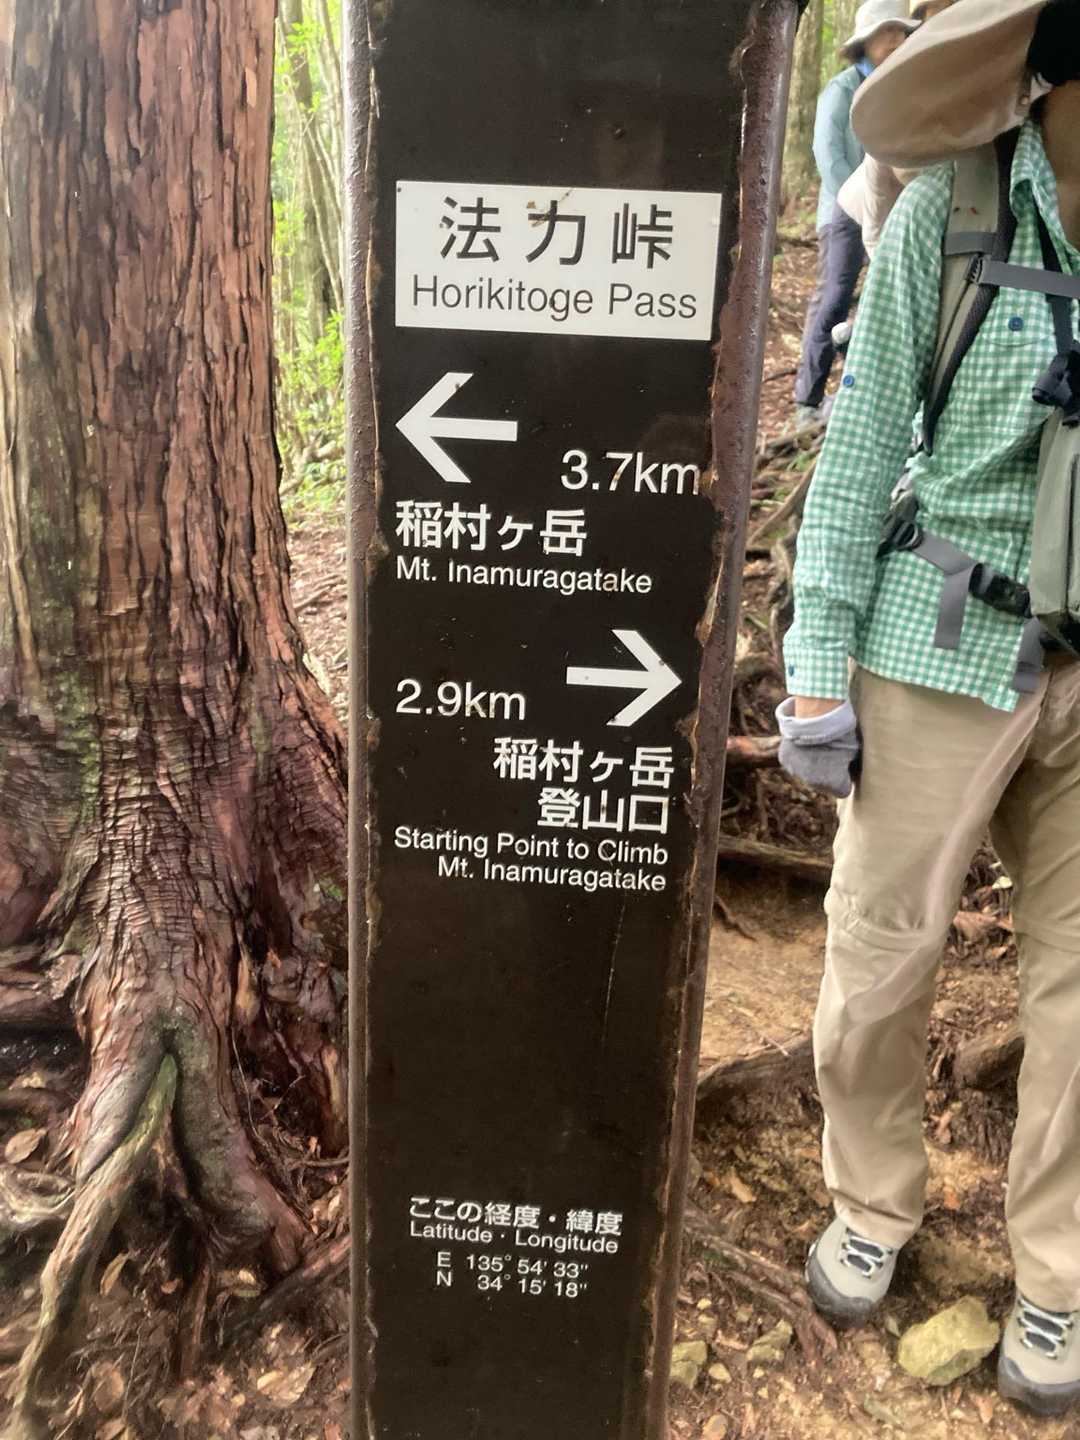 法力峠
Horikitoge Pass
←
3.7km
稲村ヶ岳
Mt. Inamuragatake
→
2.9km
稲村ヶ岳
登山口
Starting Point to Climb
Mt. Inamuragatake
ここの経度・緯度
Latitude・Longitude
E 135° 54' 33"
N 34° 15' 18"